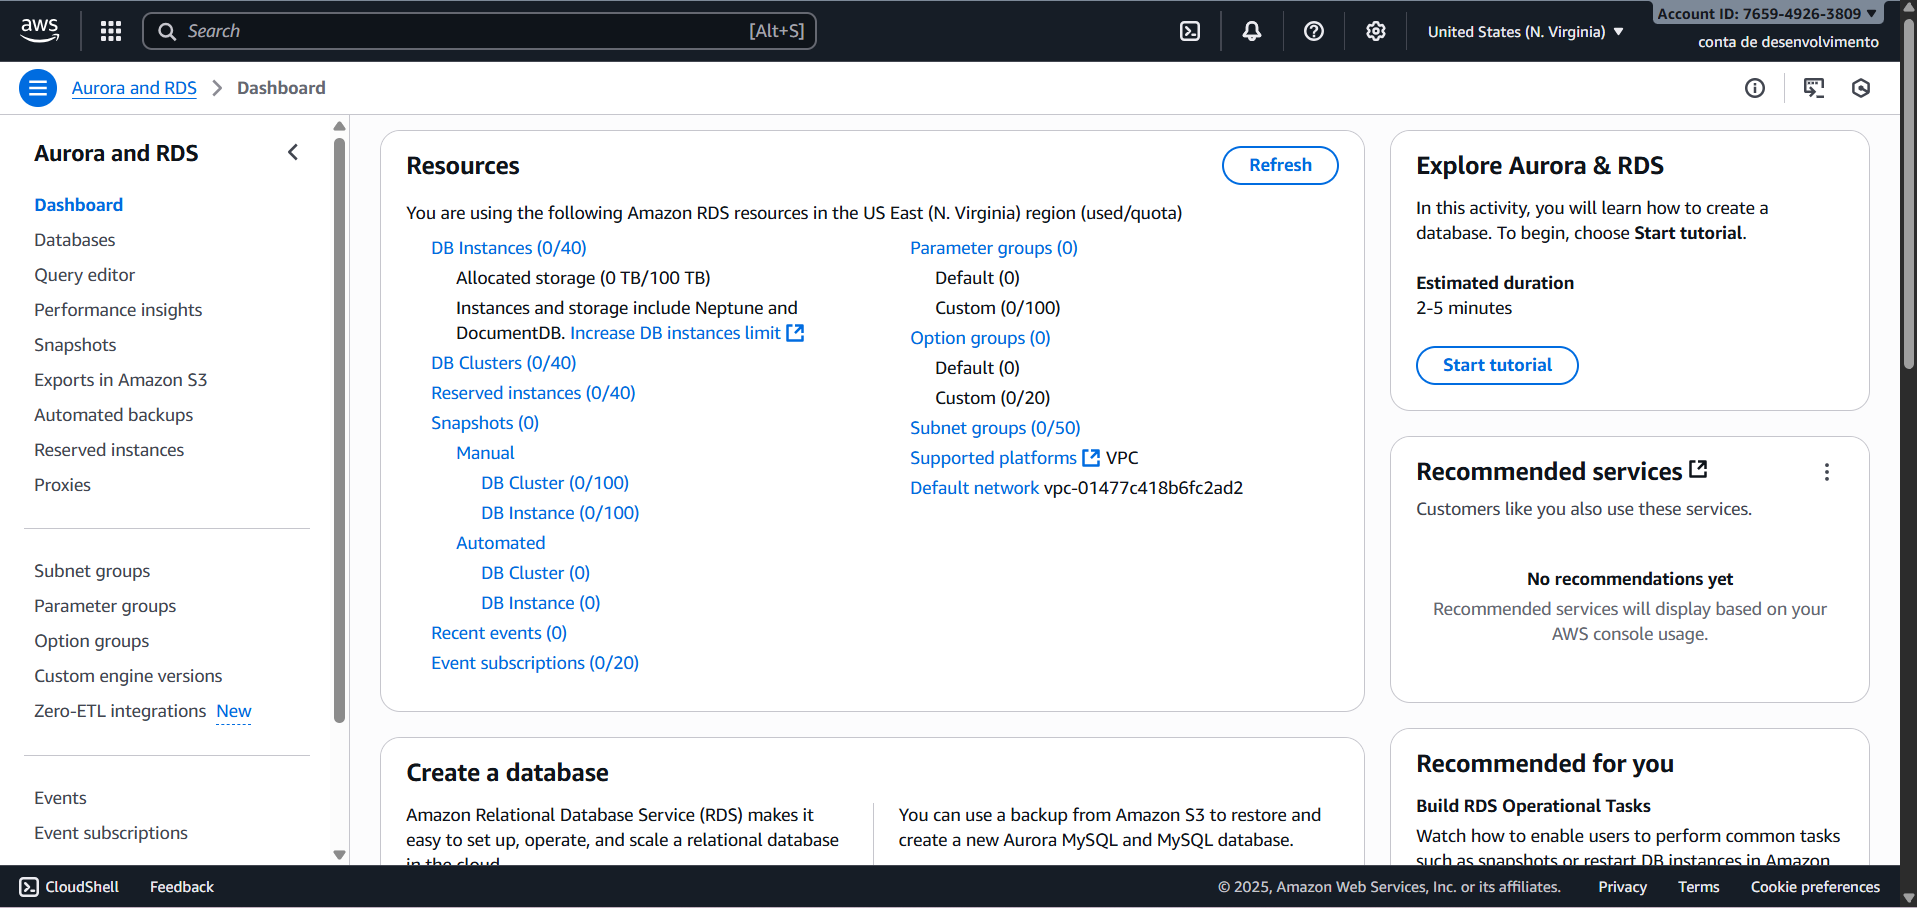 aws
Search [Alt+S]
United States (N. Virginia)
Account ID: 7659-4926-3809
conta de desenvolvimento
Aurora and RDS
Dashboard
Aurora and RDS
Dashboard
Databases
Query editor
Performance insights
Snapshots
Exports in Amazon S3
Automated backups
Reserved instances
Proxies
Subnet groups
Parameter groups
Option groups
Custom engine versions
Zero-ETL integrations New
Events
Event subscriptions
Resources
Refresh
You are using the following Amazon RDS resources in the US East (N. Virginia) region (used/quota)
DB Instances (0/40)
Allocated storage (0 TB/100 TB)
Instances and storage include Neptune and
DocumentDB. Increase DB instances limit
DB Clusters (0/40)
Reserved instances (0/40)
Snapshots (0)
Manual
DB Cluster (0/100)
DB Instance (0/100)
Automated
DB Cluster (0)
DB Instance (0)
Recent events (0)
Event subscriptions (0/20)
Parameter groups (0)
Default (0)
Custom (0/100)
Option groups (0)
Default (0)
Custom (0/20)
Subnet groups (0/50)
Supported platforms VPC
Default network vpc-01477c418b6fc2ad2
Create a database
Amazon Relational Database Service (RDS) makes it
easy to set up, operate, and scale a relational database
in the cloud.
You can use a backup from Amazon S3 to restore and
create a new Aurora MySQL and MySQL database.
Explore Aurora & RDS
In this activity, you will learn how to create a
database. To begin, choose Start tutorial.
Estimated duration
2-5 minutes
Start tutorial
Recommended services
Customers like you also use these services.
No recommendations yet
Recommended services will display based on your
AWS console usage.
Recommended for you
Build RDS Operational Tasks
Watch how to enable users to perform common tasks
such as snapshots or restart DB instances in Amazon
CloudShell
Feedback
© 2025, Amazon Web Services, Inc. or its affiliates.
Privacy
Terms
Cookie preferences